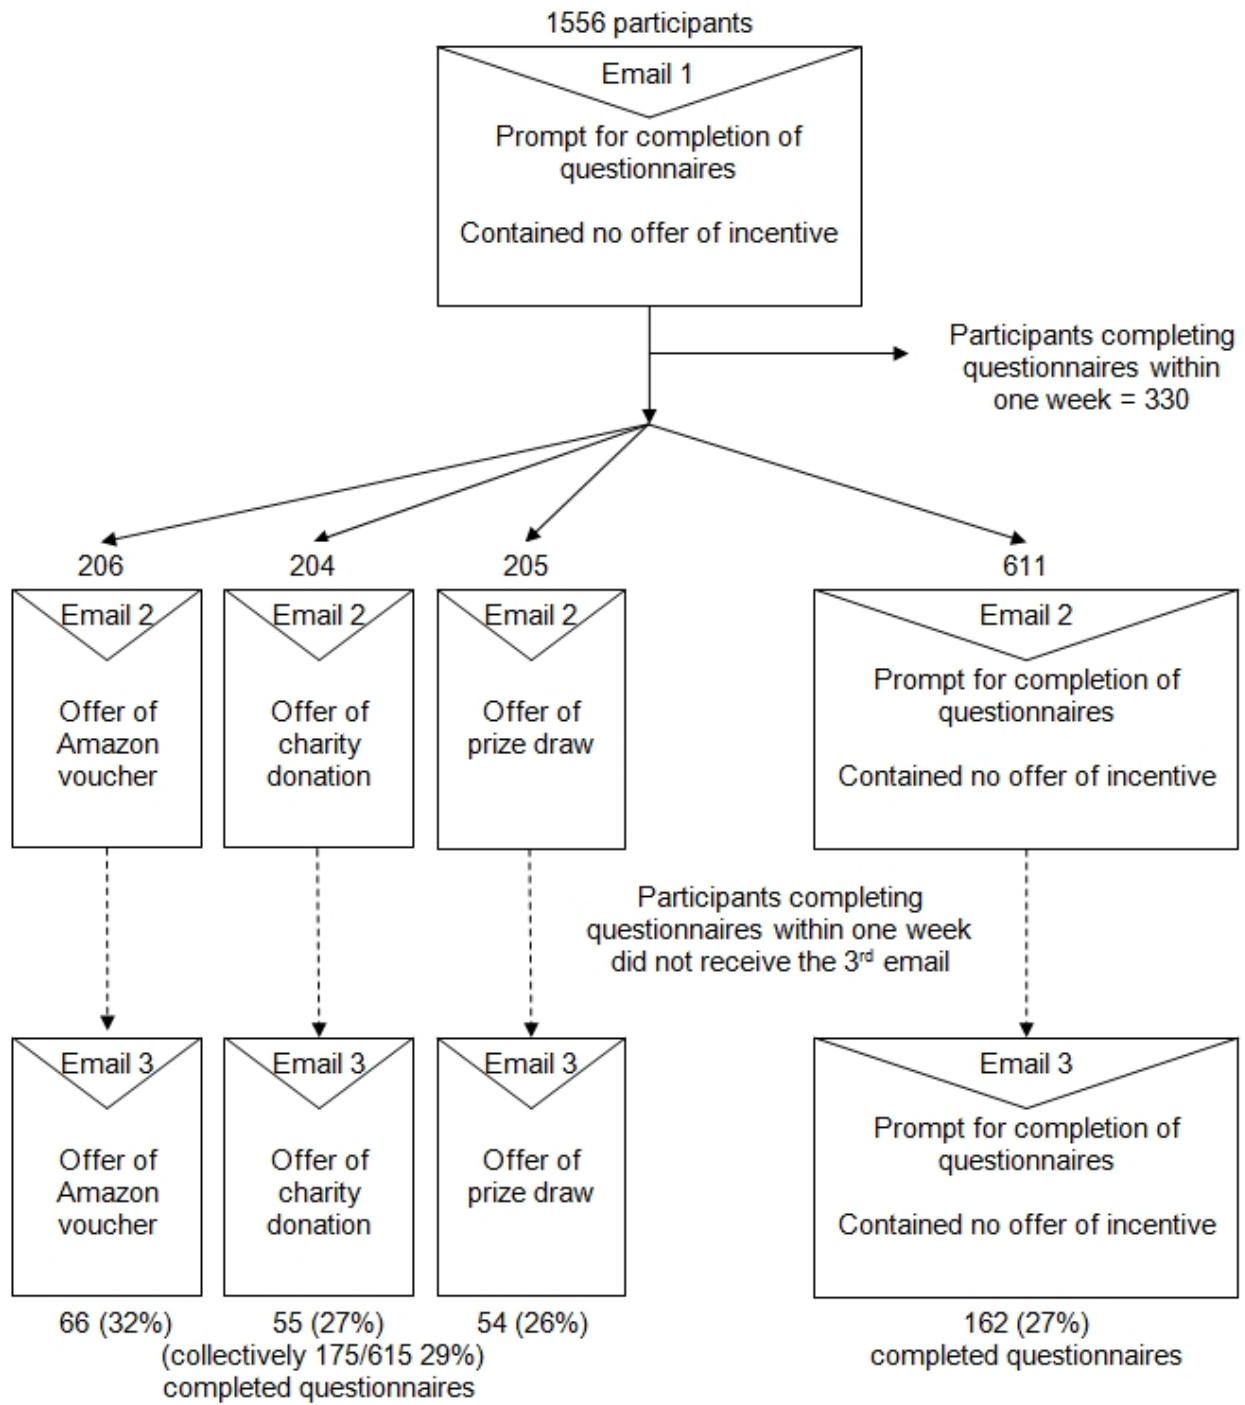 1556 participants
Email 1
Prompt for completion of
questionnaires
Contained no offer of incentive
Participants completing
questionnaires within
one week = 330
206
Email 2
Offer of
Amazon
voucher
204
Email 2
Offer of
charity
donation
205
Email 2
Offer of
prize draw
611
Email 2
Prompt for completion of
questionnaires
Contained no offer of incentive
Participants completing
questionnaires within one week
did not receive the 3rd email
Email 3
Offer of
Amazon
voucher
Email 3
Offer of
charity
donation
Email 3
Offer of
prize draw
Email 3
Prompt for completion of
questionnaires
Contained no offer of incentive
66 (32%)
55 (27%)
54 (26%)
(collectively 175/615 29%)
completed questionnaires
162 (27%)
completed questionnaires